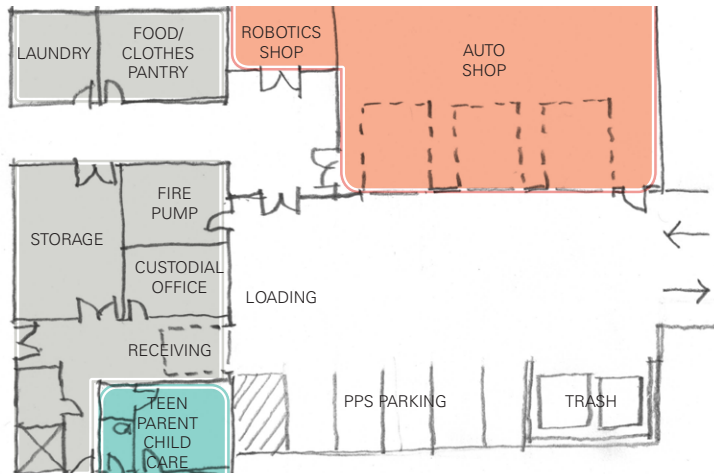 LAUNDRY
FOOD/
CLOTHES
PANTRY
ROBOTICS
SHOP
AUTO
SHOP
FIRE
PUMP
STORAGE
CUSTODIAL
OFFICE
LOADING
RECEIVING
TEEN
PARENT
CHILD
CARE
PPS PARKING
TRASH